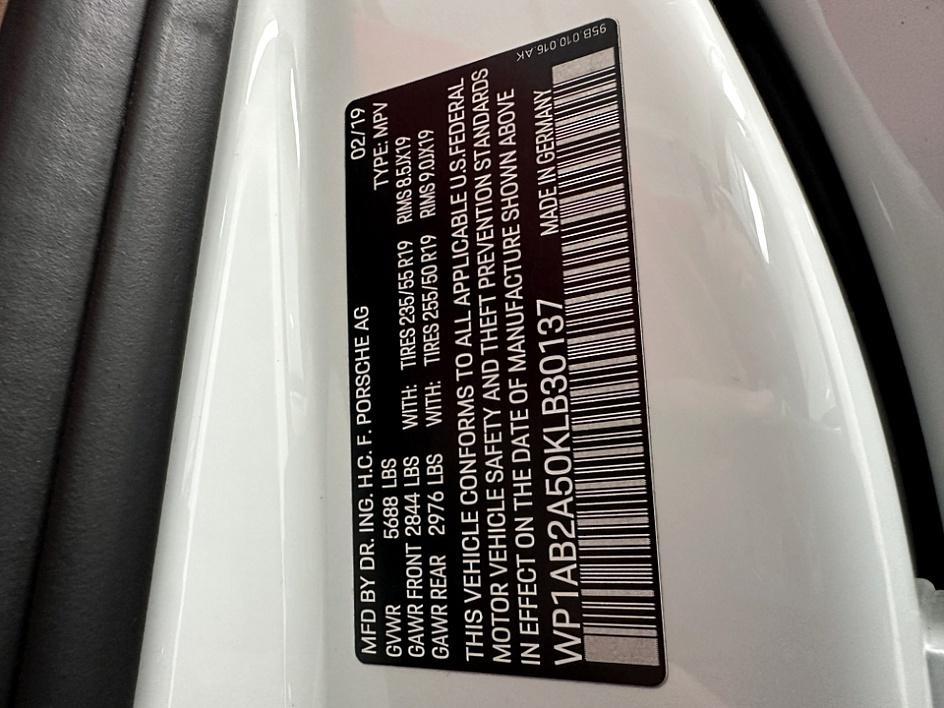 MFD BY DR. ING. H.C. F. PORSCHE AG 02/19
GVWR 5688 LBS TYPE: MPV
GAWR FRONT 2844 LBS WITH: TIRES 235/55 R19 RIMS 8.5JX19
GAWR REAR 2976 LBS WITH: TIRES 255/50 R19 RIMS 9.0JX19
THIS VEHICLE CONFORMS TO ALL APPLICABLE U.S.FEDERAL
MOTOR VEHICLE SAFETY AND THEFT PREVENTION STANDARDS
IN EFFECT ON THE DATE OF MANUFACTURE SHOWN ABOVE
WP1AB2A50KLB30137 MADE IN GERMANY
95B.010.016.AK